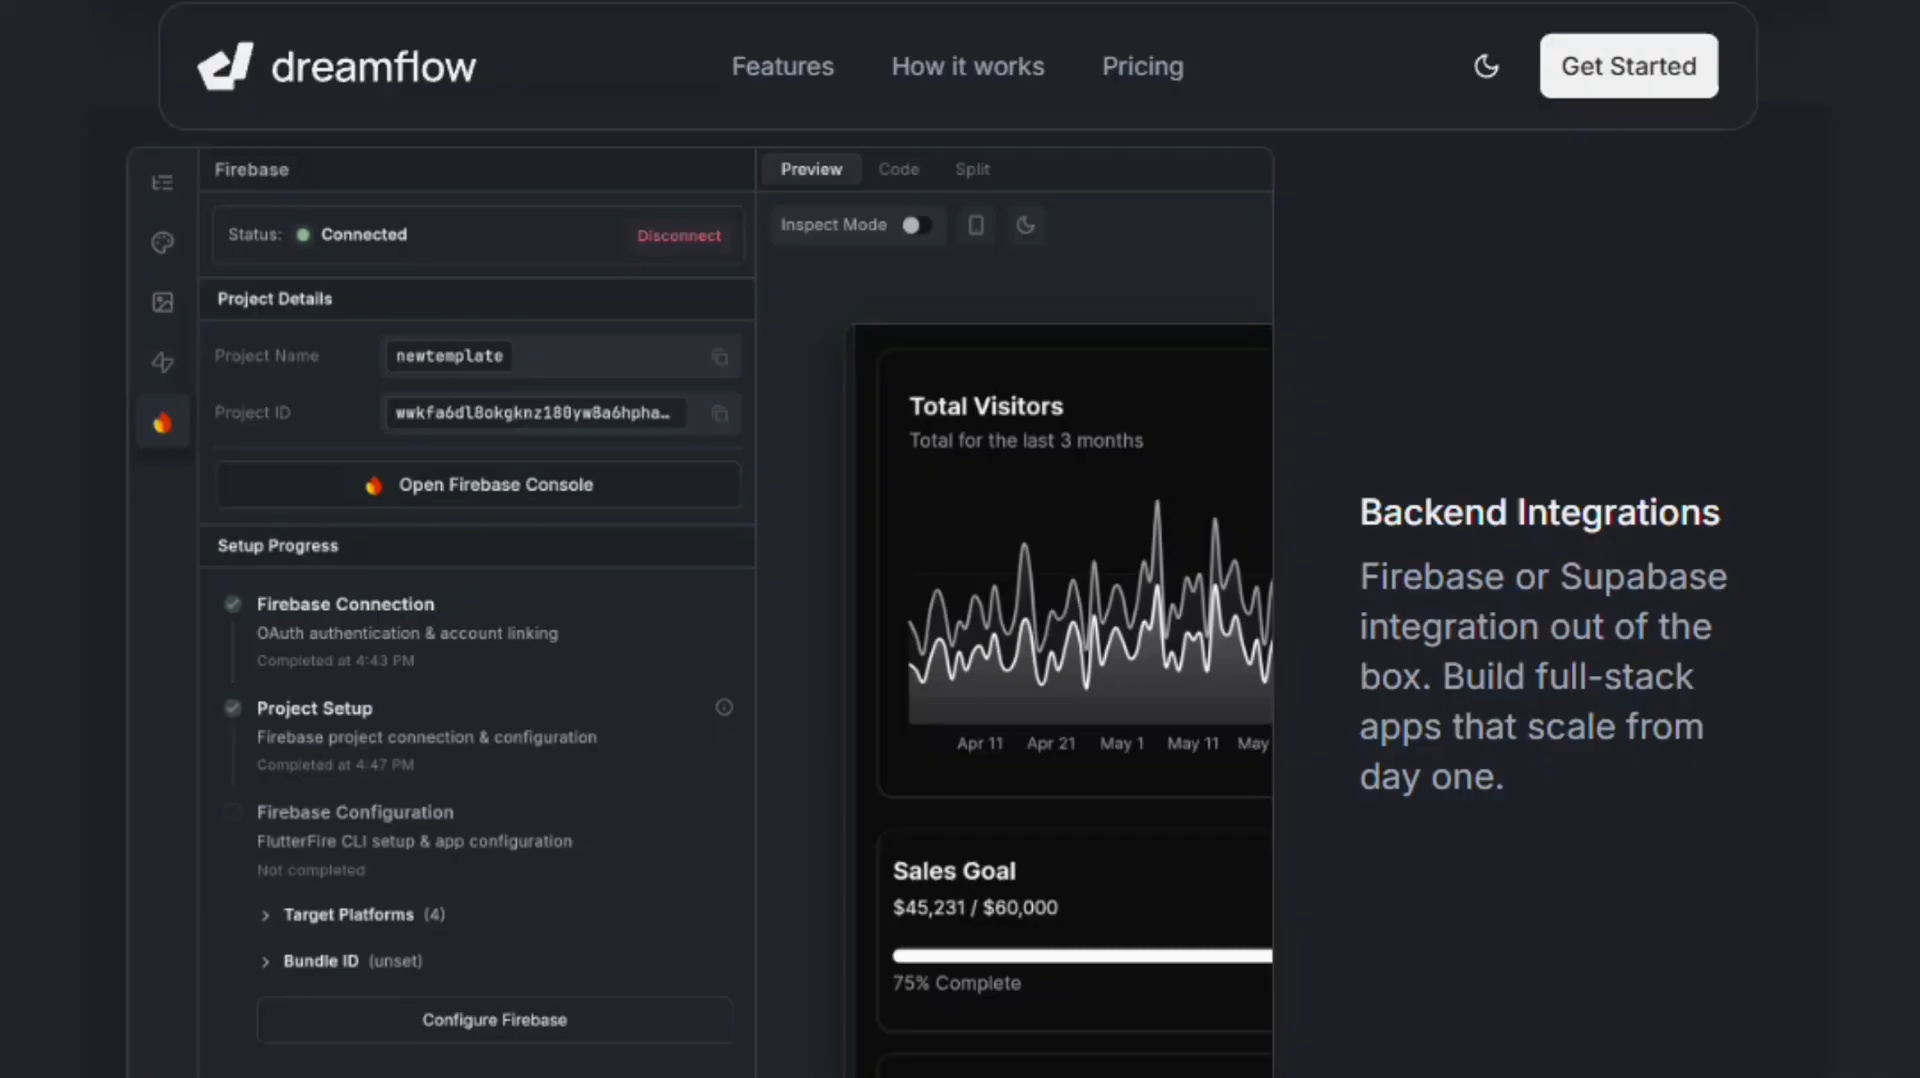 dreamflow
Features
How it works
Pricing
Get Started
Firebase
Status:
Connected
Disconnect
Project Details
Project Name
newtemplate
Project ID
wwkfa6dl8okgknz180yw8a6hpha…
Open Firebase Console
Setup Progress
Firebase Connection
OAuth authentication & account linking
Completed at 4:43 PM
Project Setup
Firebase project connection & configuration
Completed at 4:47 PM
Firebase Configuration
FlutterFire CLI setup & app configuration
Not completed
Target Platforms (4)
Bundle ID (unset)
Configure Firebase
Preview
Code
Split
Inspect Mode
Total Visitors
Total for the last 3 months
Apr 11
Apr 21
May 1
May 11
May
Sales Goal
$45,231 / $60,000
75% Complete
Backend Integrations
Firebase or Supabase
integration out of the
box. Build full-stack
apps that scale from
day one.